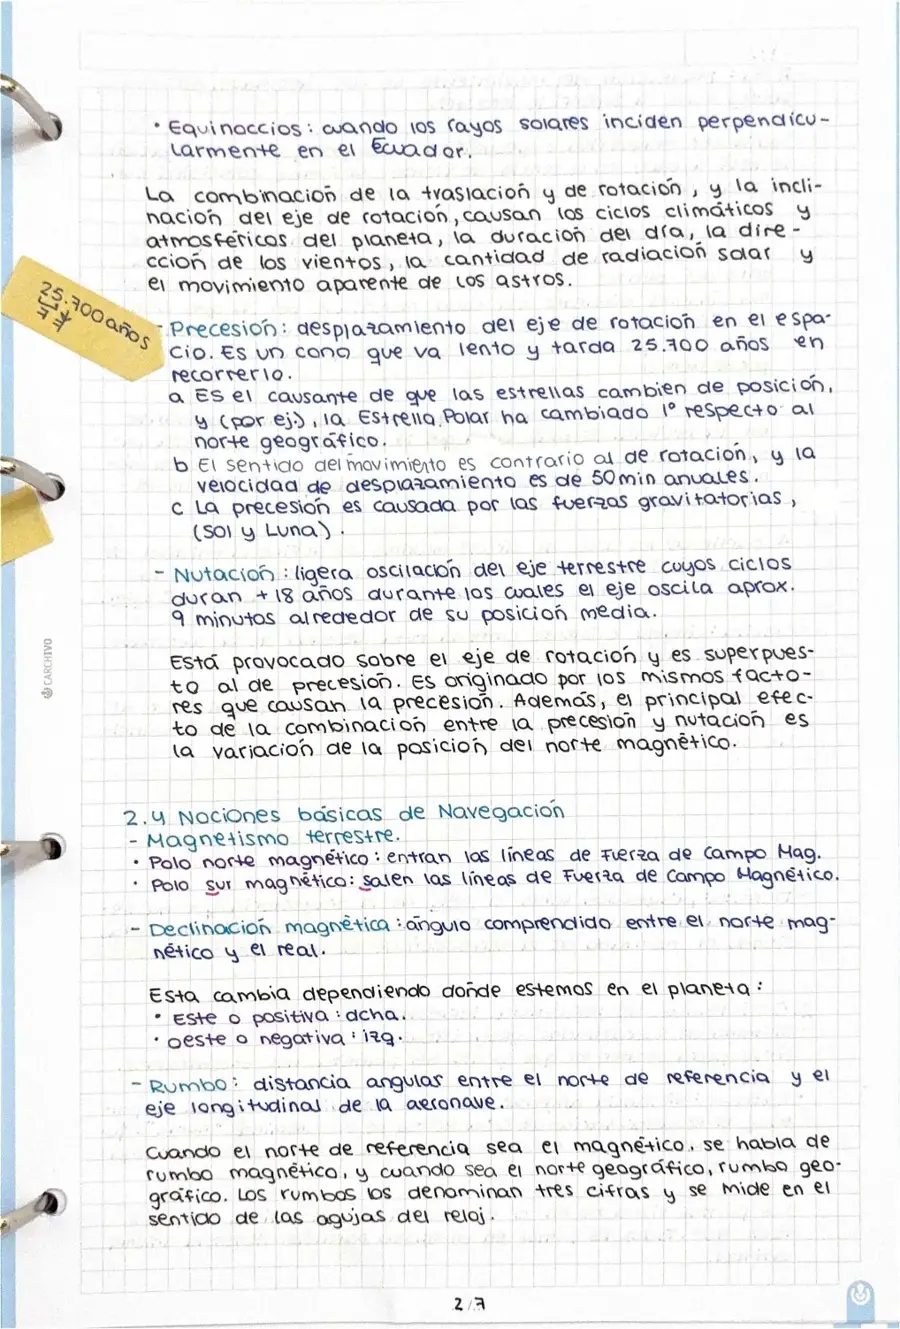 · Equinoccios: cuando los rayos solares inciden perpendicu-
larmente en el Ecuador.
La combinación de la traslación y de rotación, y la incli-
nación del eje de rotación, causan los ciclos climáticos y
atmosféricos del planeta, la duración del día, la dire-
cción de los vientos, la cantidad de radiación solar y
el movimiento aparente de los astros.
25.700 años
77
- Precesión: desplazamiento del eje de rotación en el espa-
cio. Es un cono que va lento y tarda 25.700 años en
recorrerlo.
a Es el causante de que las estrellas cambien de posición,
y (por ej.), la Estrella Polar ha cambiado 1º respecto al
norte geográfico.
b El sentido del movimiento es contrario al de rotación, y la
velocidad de desplazamiento es de 50 min anuales.
c La precesión es causada por las fuerzas gravitatorias,
(Sol y Luna).
- Nutación: ligera oscilación del eje terrestre cuyos ciclos
duran +18 años durante los cuales el eje oscila aprox.
9 minutos alrededor de su posición media.
Está provocado sobre el eje de rotación y es superpues-
to al de precesión. Es originado por los mismos facto-
res que causan la precesión. Además, el principal efec-
to de la combinación entre la precesión y nutación es
la variación de la posición del norte magnético.
CARCHIVO
2.4 Nociones básicas de Navegación
- Magnetismo terrestre.
· Polo norte magnético: entran las líneas de Fuerza de Campo Mag.
· Polo sur magnético: salen las líneas de Fuerza de Campo Magnético.
- Declinación magnética: ángulo comprendido entre el norte mag-
nético y el real.
Esta cambia dependiendo donde estemos en el planeta:
· Este o positiva: dcha.
· Oeste o negativa: izq.
- Rumbo: distancia angular entre el norte de referencia y el
eje longitudinal de la aeronave.
Cuando el norte de referencia sea el magnético, se habla de
rumbo magnético, y cuando sea el norte geográfico, rumbo geo-
gráfico. Los rumbos los denominan tres cifras y se mide en el
sentido de las agujas del reloj.
2/7